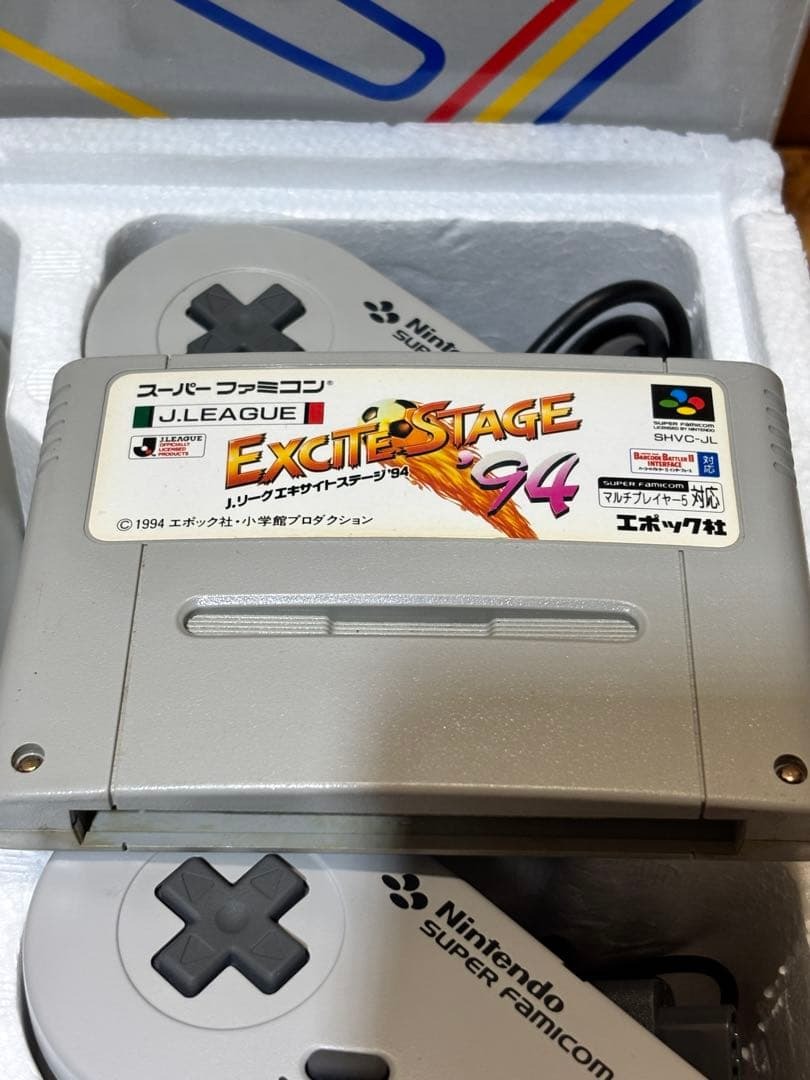 Ninten
SUPER
スーパーファミコン®
J.LEAGUE
J.LEAGUE
OFFICIALLY
LICENSED
PRODUCTS
EXCITE STAGE
'94
J.リーグ エキサイトステージ'94
©1994 エポック社・小学館プロダクション
SUPER FAMICOM
LICENSED BY NINTENDO
SHVC-JL
BARCODE BATTLER II
INTERFACE
対応
SUPER FAMICOM
マルチプレイヤー5 対応
エポック社
Nintendo
SUPER FAMICOM